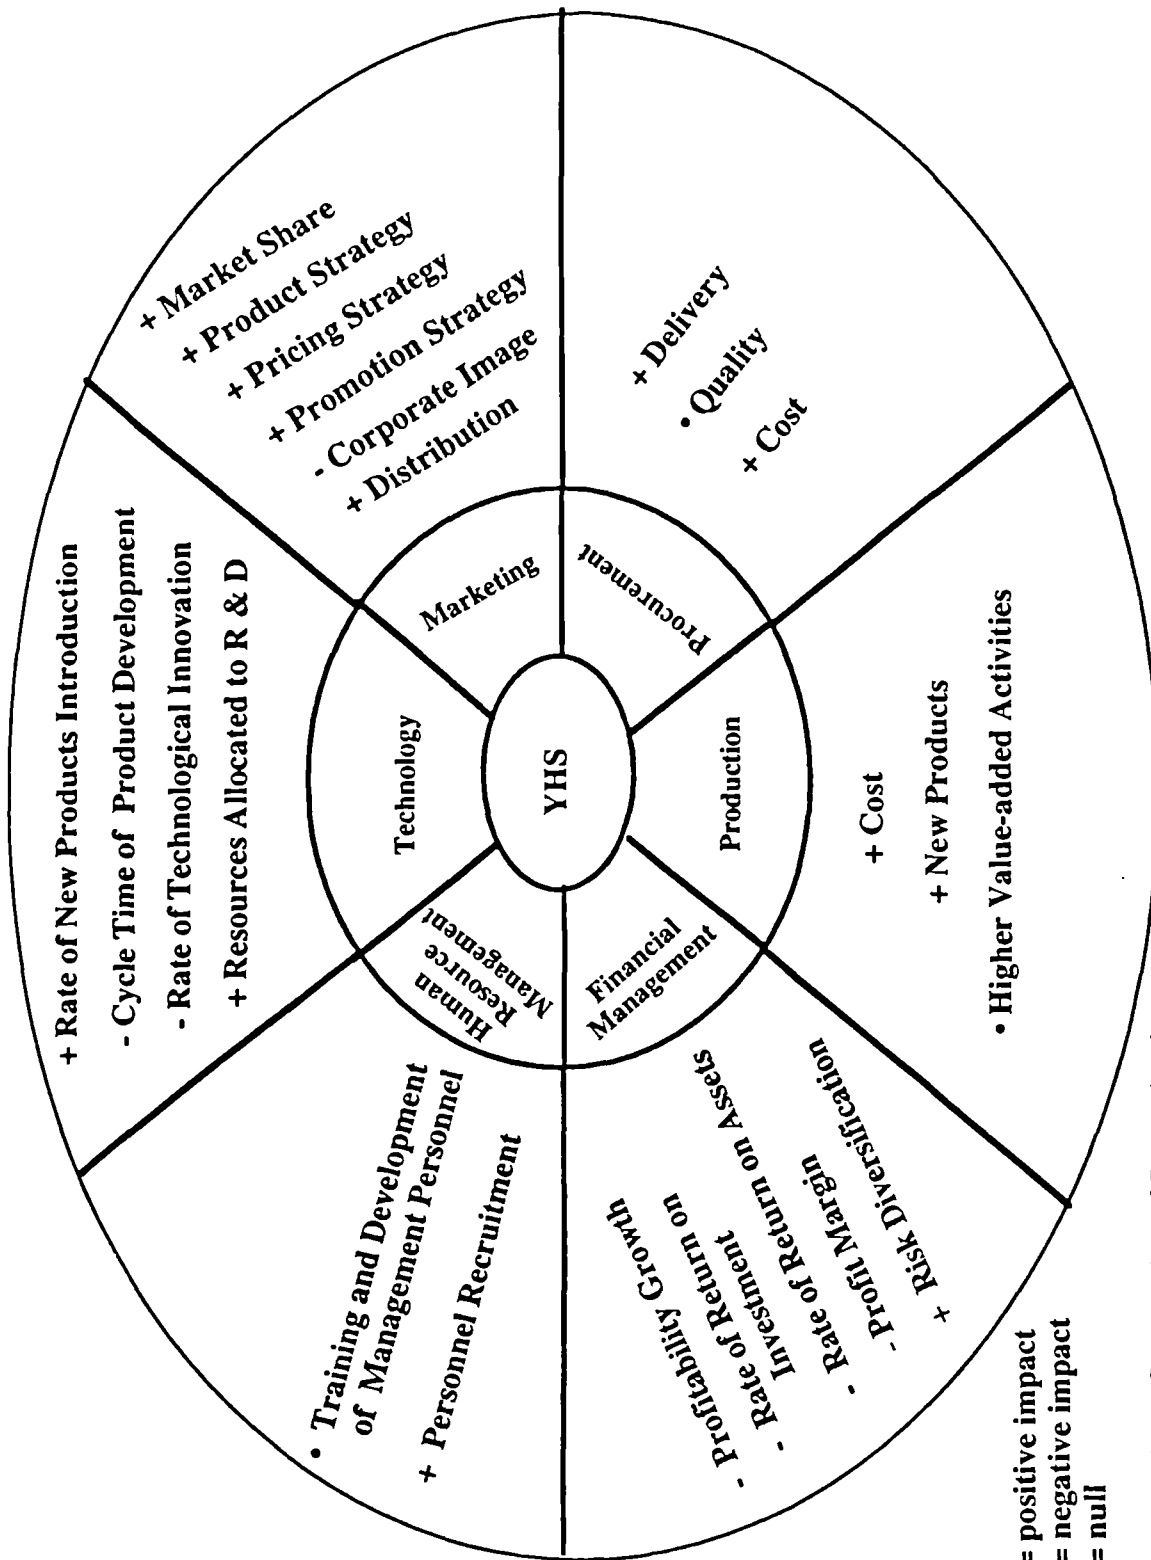 + Rate of New Products Introduction
- Cycle Time of Product Development
- Rate of Technological Innovation
+ Resources Allocated to R & D
+ Market Share
+ Product Strategy
+ Pricing Strategy
+ Promotion Strategy
- Corporate Image
+ Distribution
• Training and Development
of Management Personnel
+ Personnel Recruitment
Human
Resource
Management
Technology
Marketing
YHS
Financial
Management
Production
Procurement
+ Delivery
• Quality
+ Cost
- Profitability Growth
- Rate of Return on
Investment
- Rate of Return on Assets
- Profit Margin
+ Risk Diversification
+ Cost
+ New Products
• Higher Value-added Activities
= positive impact
= negative impact
= null